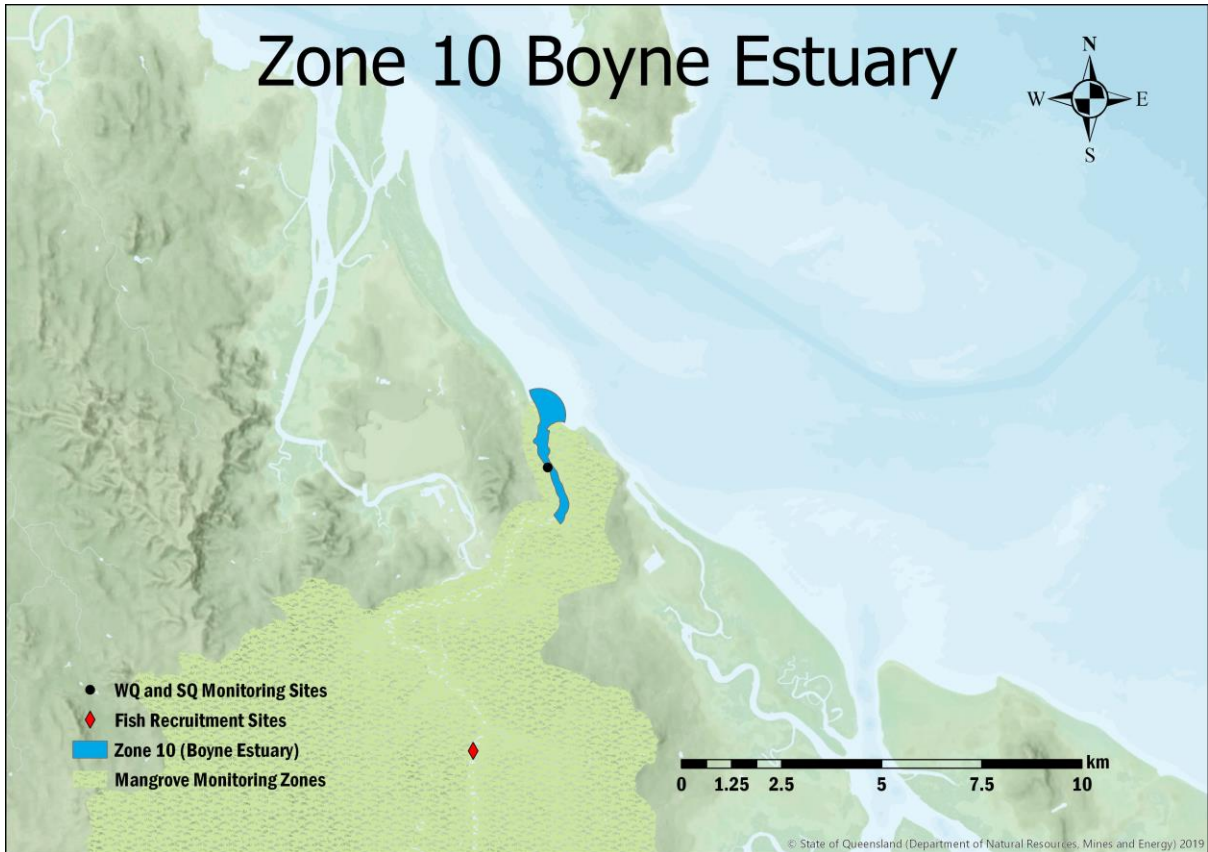 Zone 10 Boyne Estuary
N
W E
S
WQ and SQ Monitoring Sites
Fish Recruitment Sites
Zone 10 (Boyne Estuary)
Mangrove Monitoring Zones
km
0 1.25 2.5 5 7.5 10
© State of Queensland (Department of Natural Resources, Mines and Energy) 2019